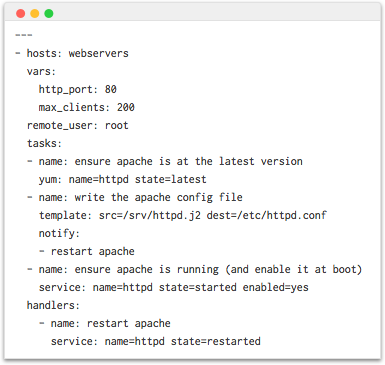 ---
- hosts: webservers
  vars:
    http_port: 80
    max_clients: 200
  remote_user: root
  tasks:
  - name: ensure apache is at the latest version
    yum: name=httpd state=latest
  - name: write the apache config file
    template: src=/srv/httpd.j2 dest=/etc/httpd.conf
    notify:
    - restart apache
  - name: ensure apache is running (and enable it at boot)
    service: name=httpd state=started enabled=yes
  handlers:
    - name: restart apache
      service: name=httpd state=restarted